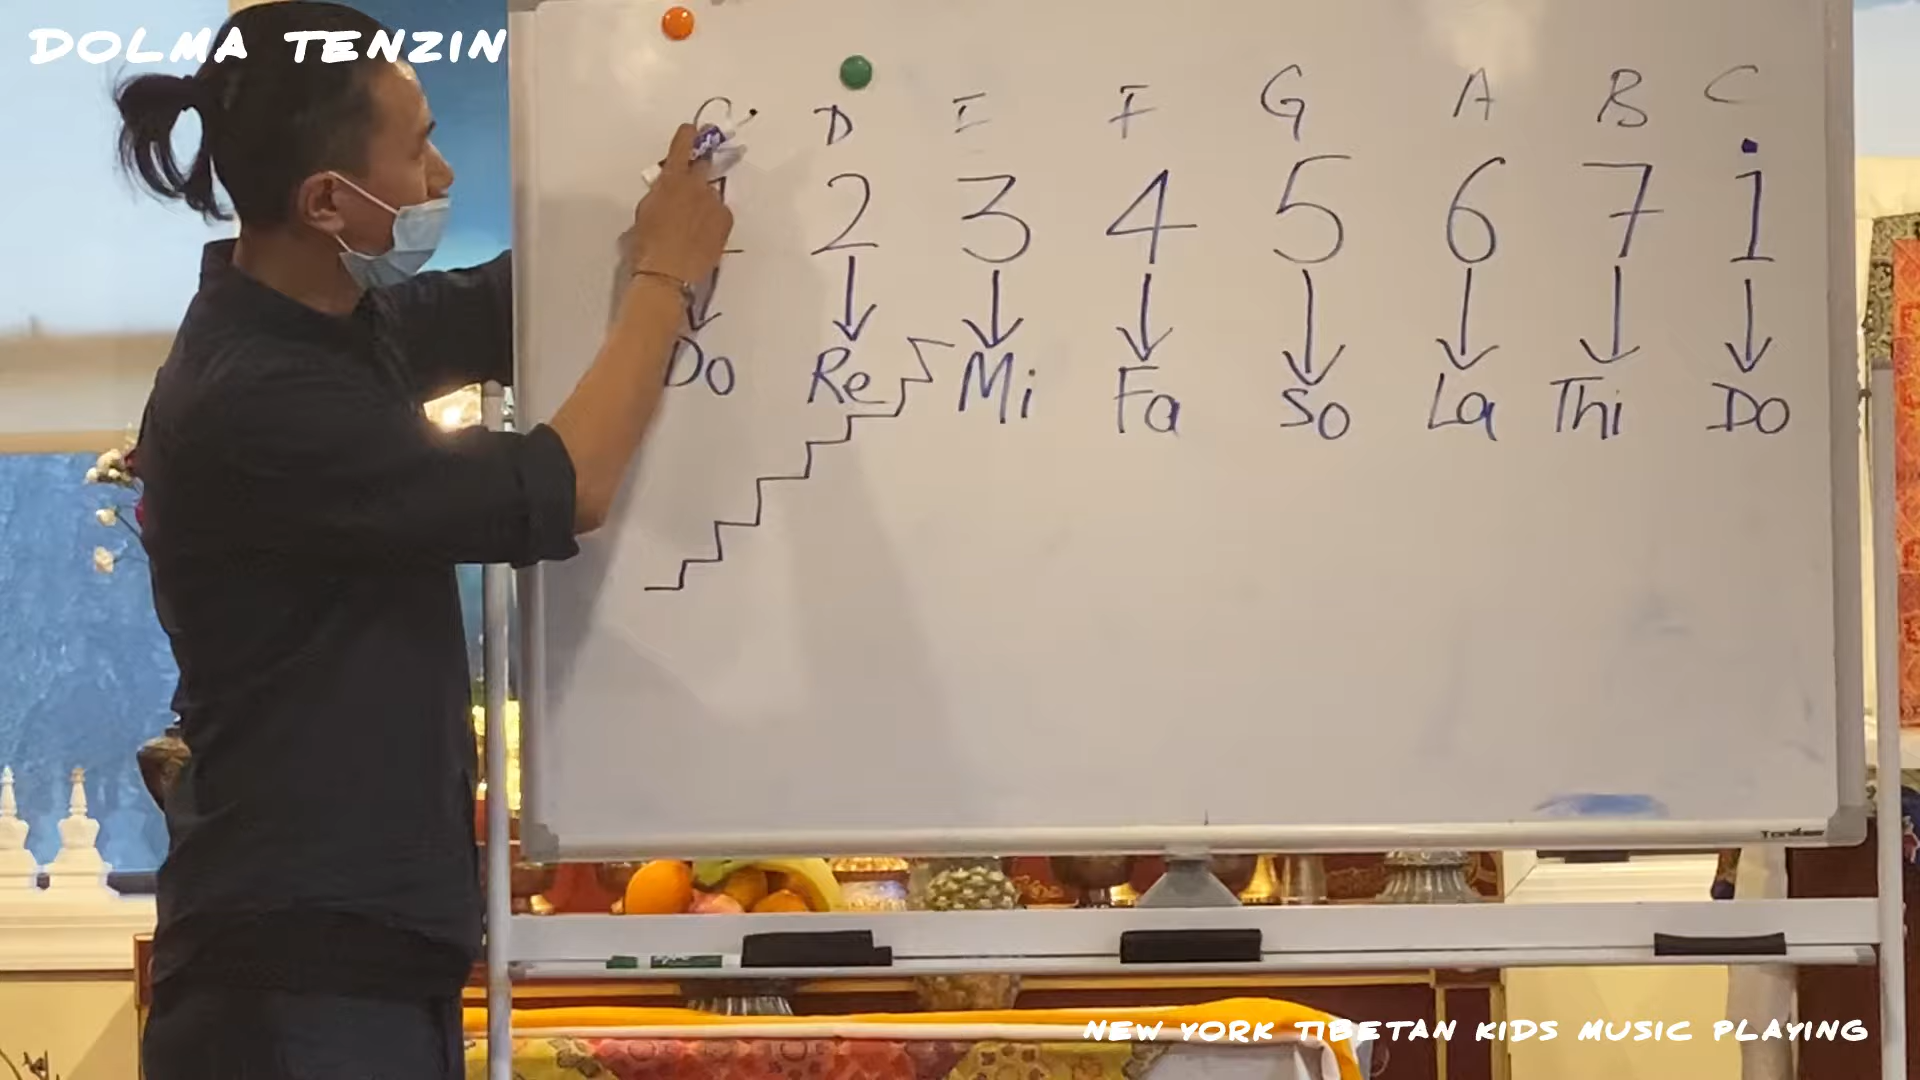 DOLMA TENZIN
C D E F G A B C
1 2 3 4 5 6 7 i
Do Re Mi Fa So La Thi Do
NEW YORK TIBETAN KIDS MUSIC PLAYING